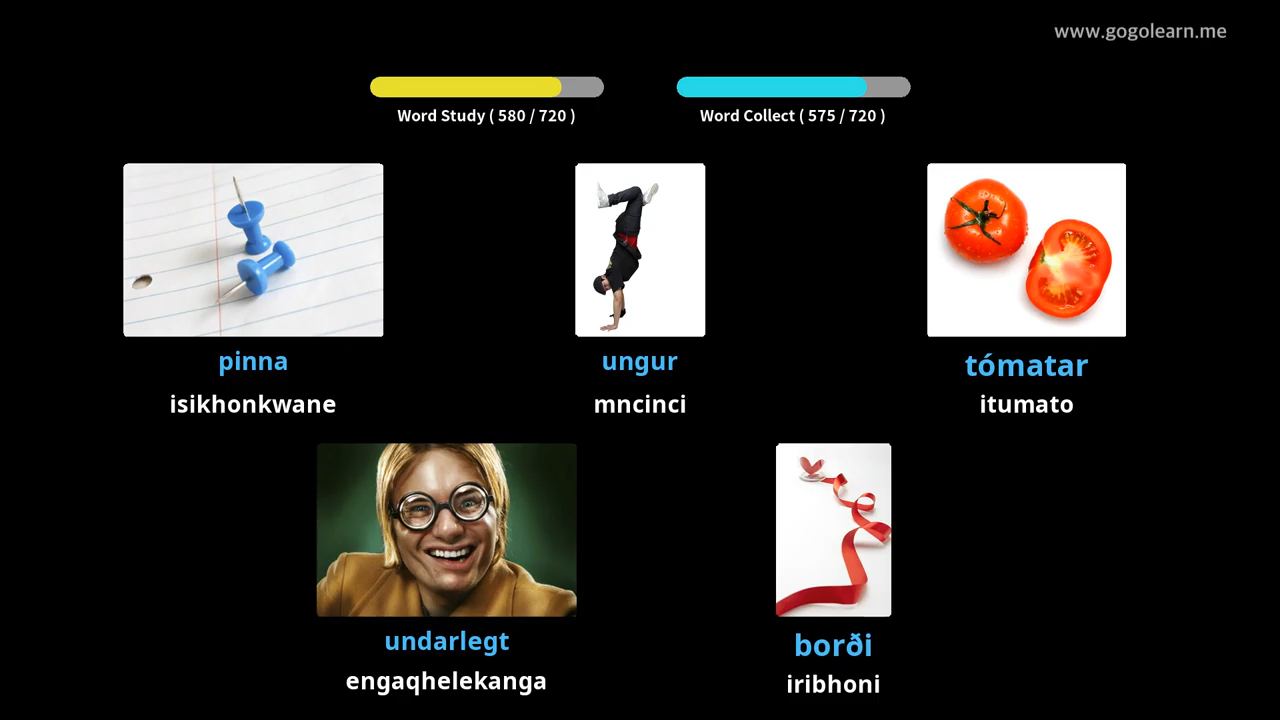 www.gogolearn.me
Word Study ( 580 / 720 )
Word Collect ( 575 / 720 )
pinna
ungur
tómatar
isikhonkwane
mncinci
itumato
undarlegt
borði
engaqhelekanga
iribhoni